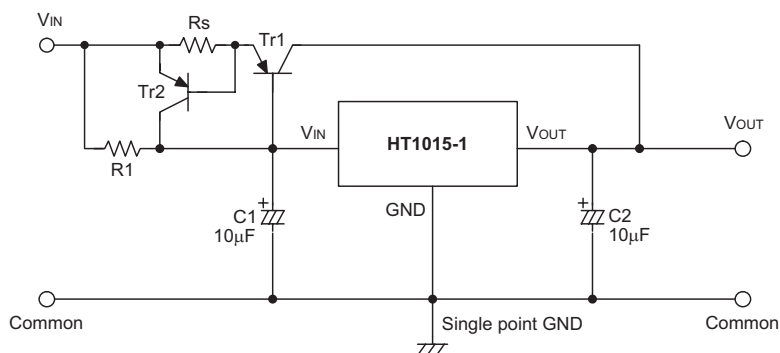 VIN
Rs
Tr1
Tr2
R1
VIN
HT1015-1
VOUT
VOUT
GND
C1
10μF
C2
10μF
Common
Single point GND
Common
+
+